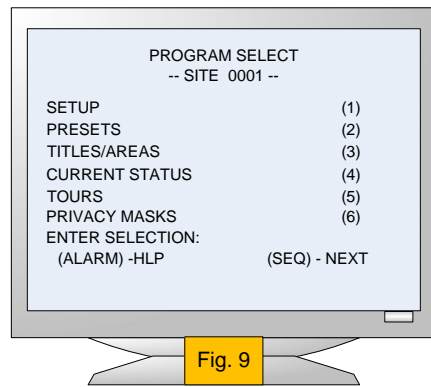 PROGRAM SELECT
-- SITE 0001 --
SETUP (1)
PRESETS (2)
TITLES/AREAS (3)
CURRENT STATUS (4)
TOURS (5)
PRIVACY MASKS (6)
ENTER SELECTION:
(ALARM) -HLP (SEQ) - NEXT
Fig. 9